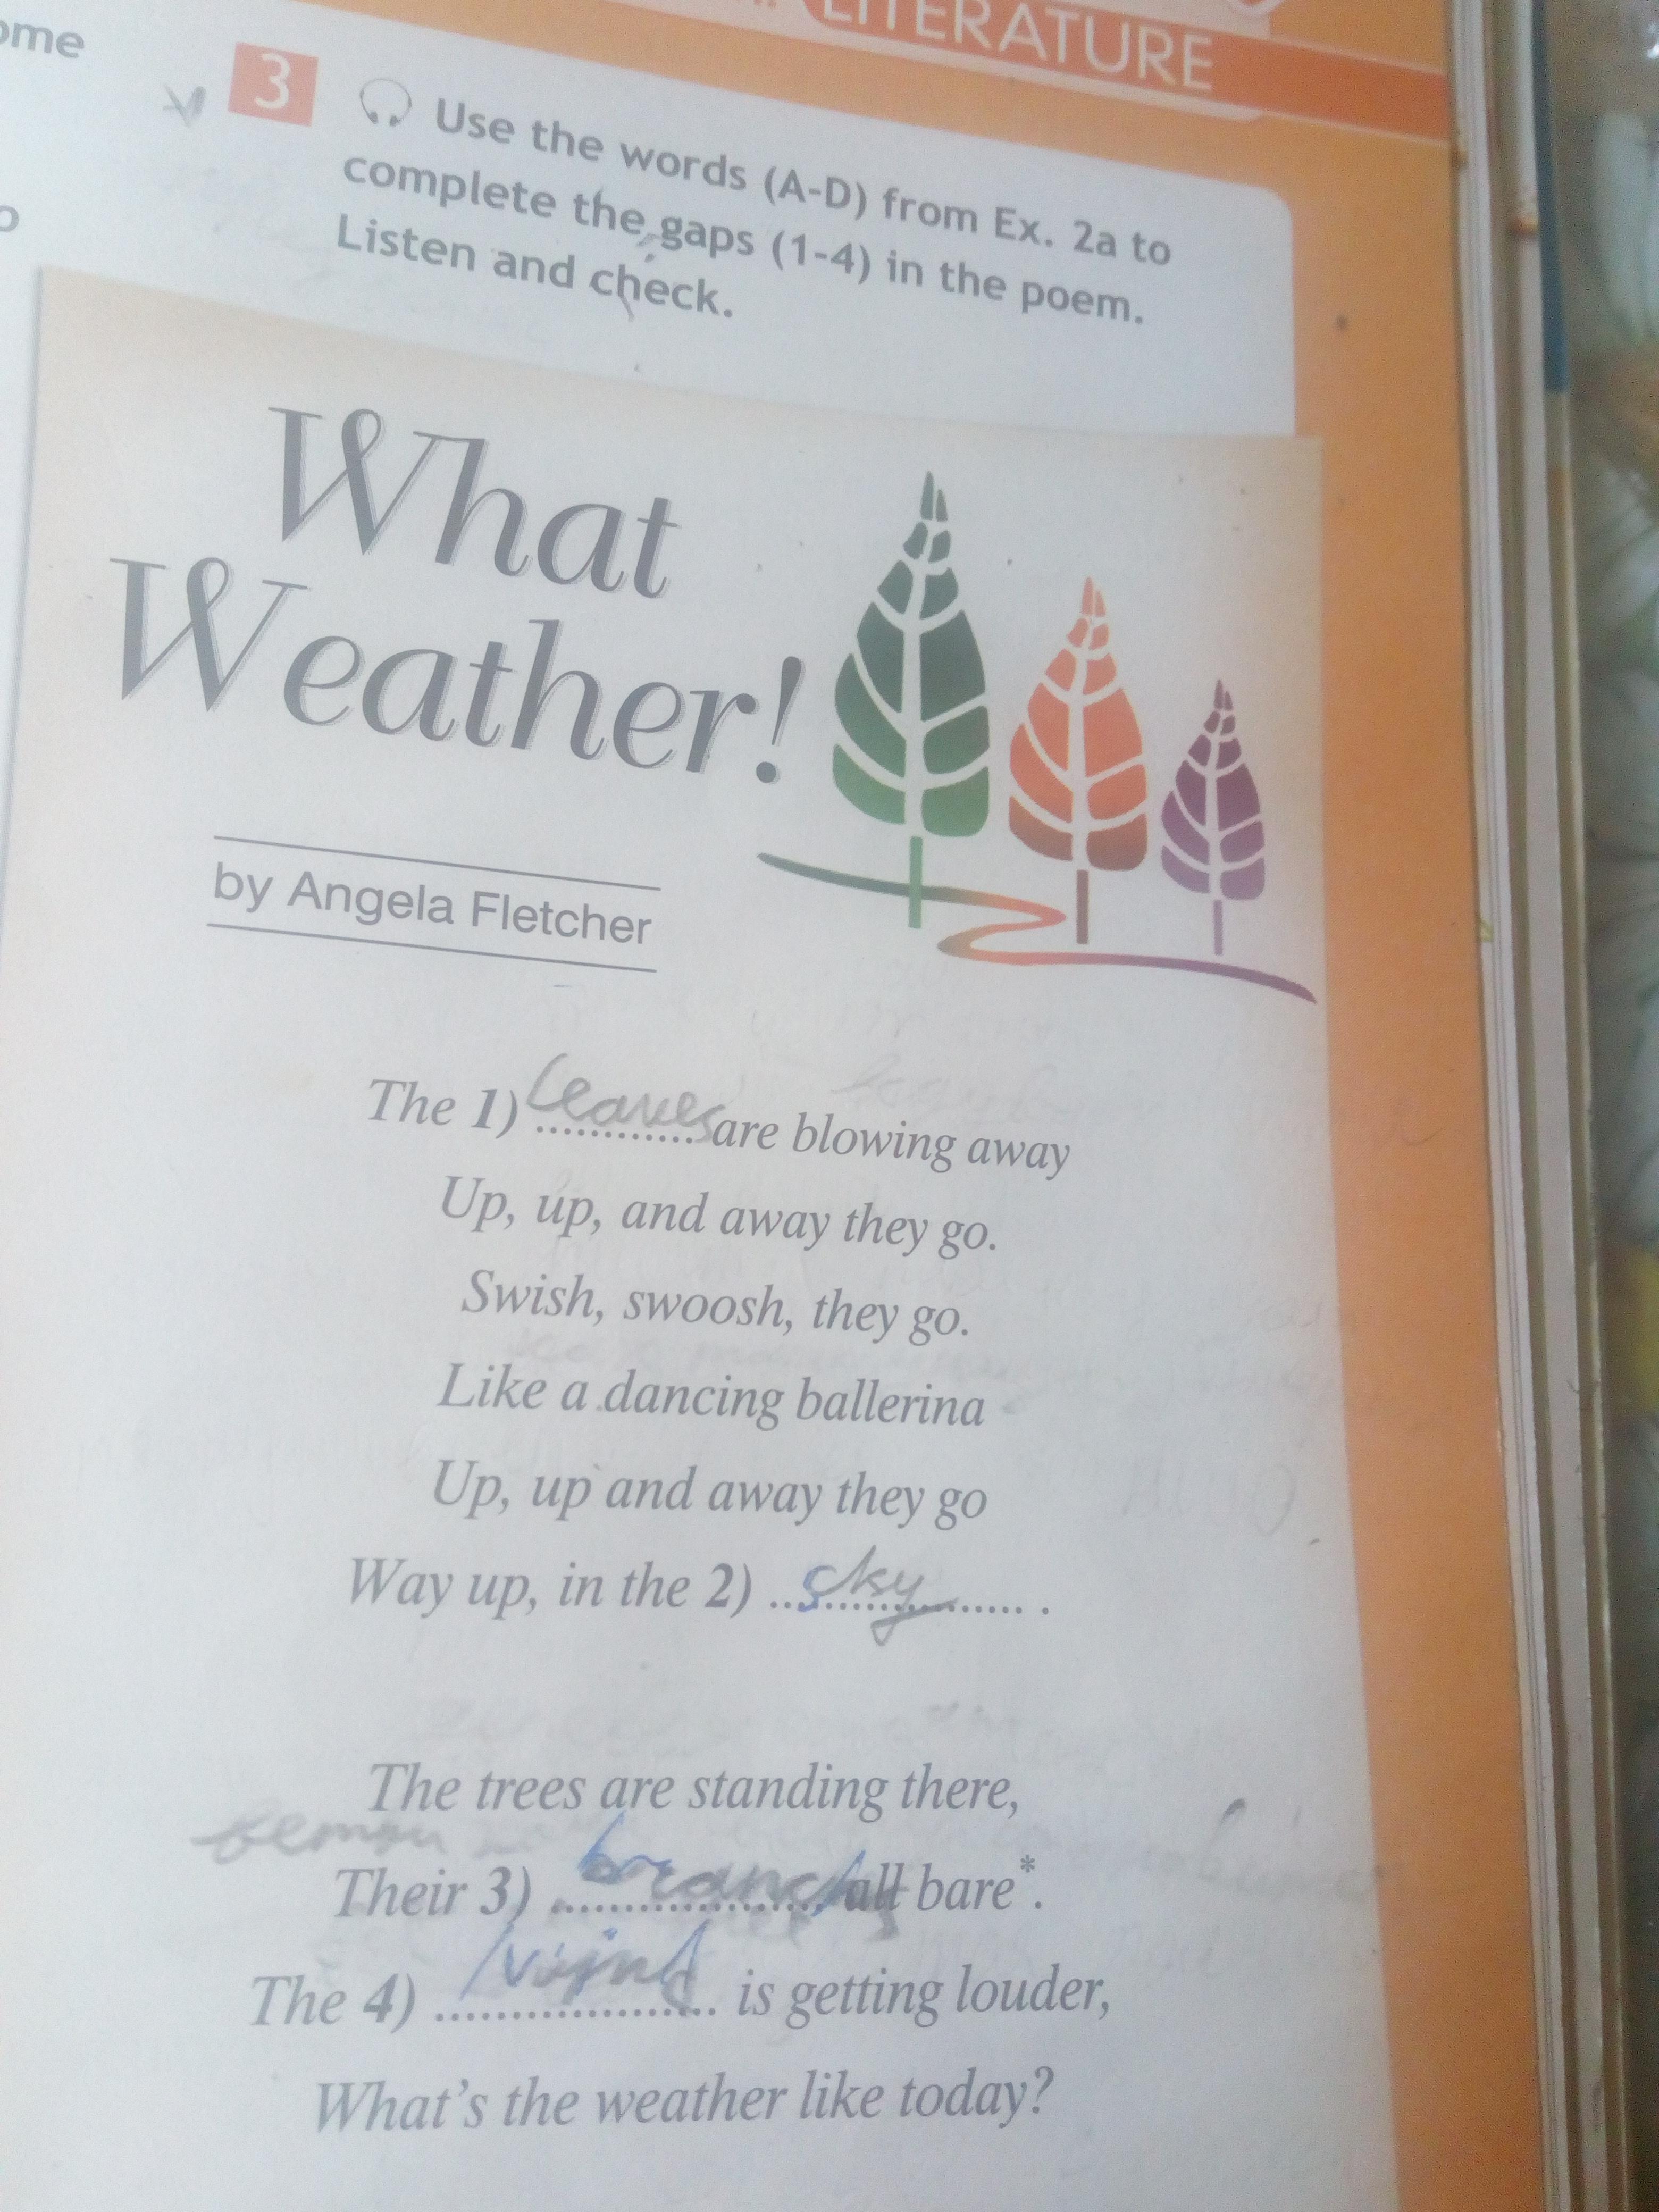 LITERATURE
ome
3 Use the words (A-D) from Ex. 2a to
complete the gaps (1-4) in the poem.
Listen and check.
What
Weather!
by Angela Fletcher
The 1) leaves are blowing away
Up, up, and away they go.
Swish, swoosh, they go.
Like a dancing ballerina
Up, up and away they go
Way up, in the 2) sky .
The trees are standing there,
Their 3) all bare*.
The 4) wind is getting louder,
What's the weather like today?